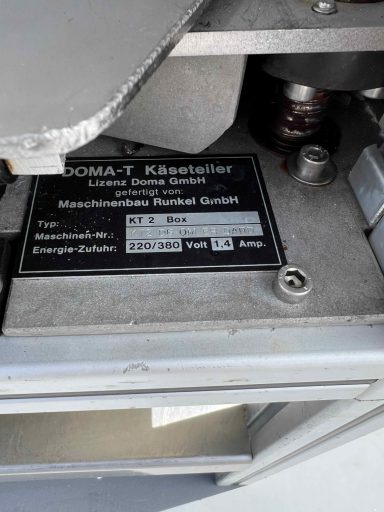 DOMA-T Käseteiler
Lizenz Doma GmbH
gefertigt von:
Maschinenbau Runkel GmbH
Typ: KT 2 Box
Maschinen-Nr.:
Energie-Zufuhr: 220/380 Volt 1,4 Amp.